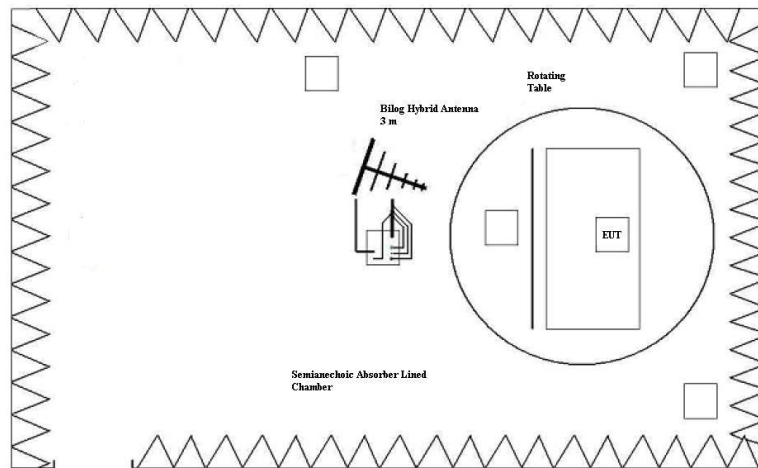 Rotating
Table
Bilog Hybrid Antenna
3 m
EUT
Semianechoic Absorber Lined
Chamber